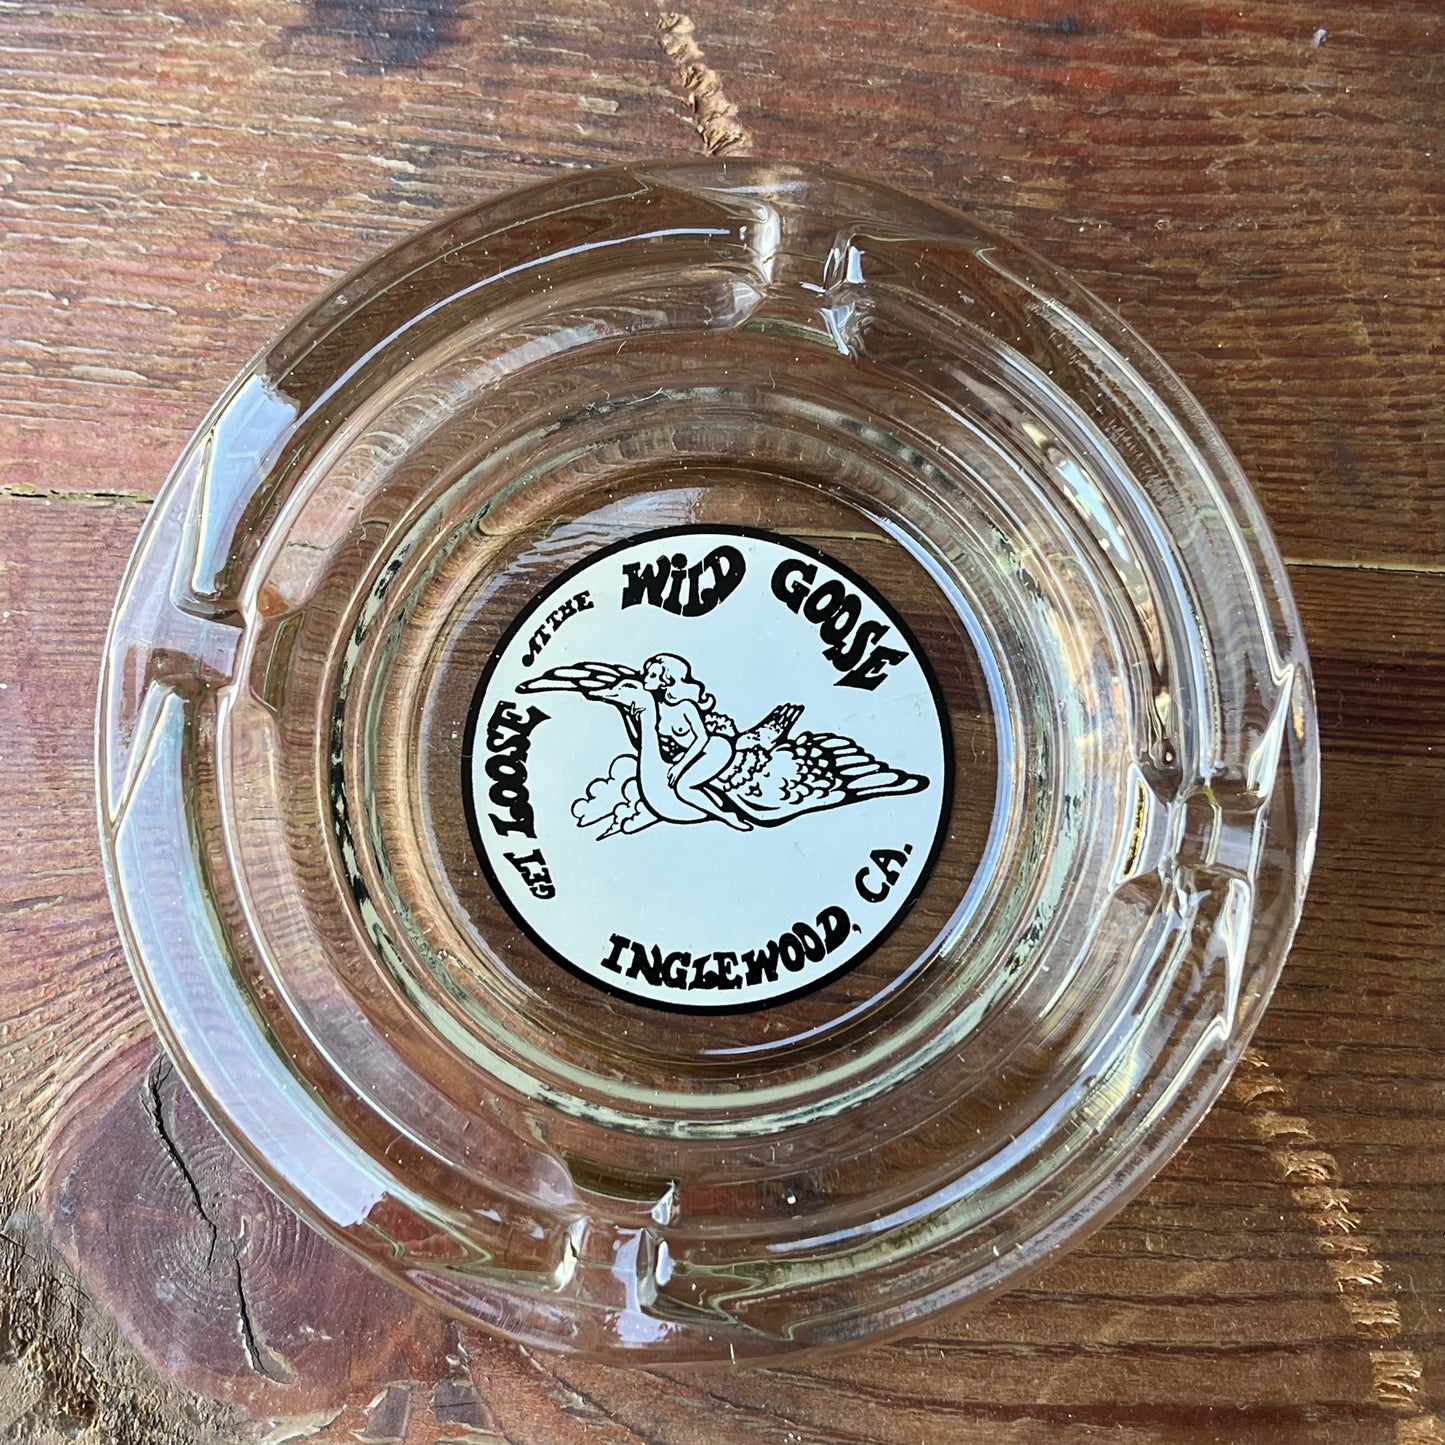 GET LOOSE AT THE WILD GOOSE
INGLEWOOD, CA.